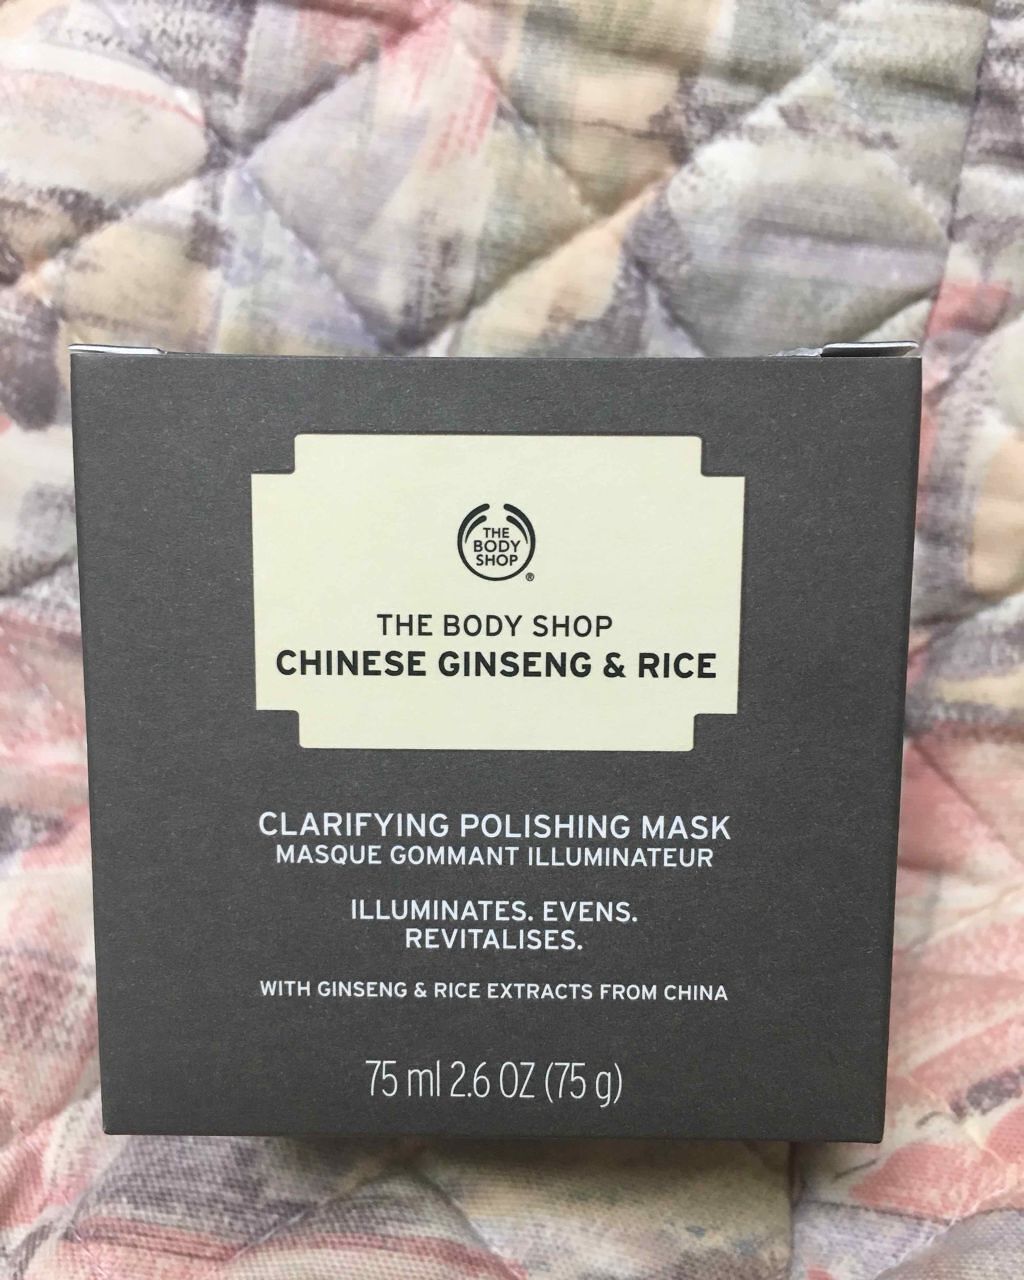 THE
BODY
SHOP
®
THE BODY SHOP
CHINESE GINSENG & RICE
CLARIFYING POLISHING MASK
MASQUE GOMMANT ILLUMINATEUR
ILLUMINATES. EVENS.
REVITALISES.
WITH GINSENG & RICE EXTRACTS FROM CHINA
75 ml 2.6 OZ (75 g)